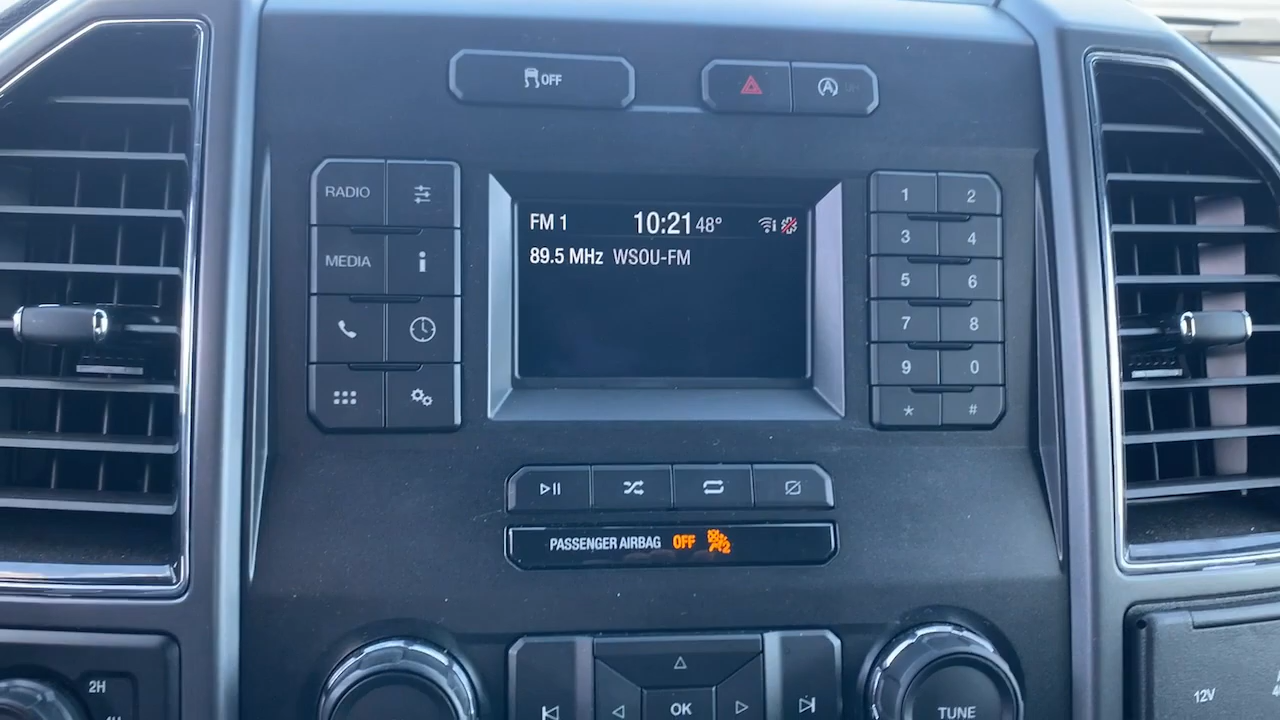 OFF
RADIO
MEDIA
FM 1 10:21 48°
89.5 MHz WSOU-FM
1 2
3 4
5 6
7 8
9 0
* #
PASSENGER AIRBAG OFF 2
2H
OK
TUNE
12V